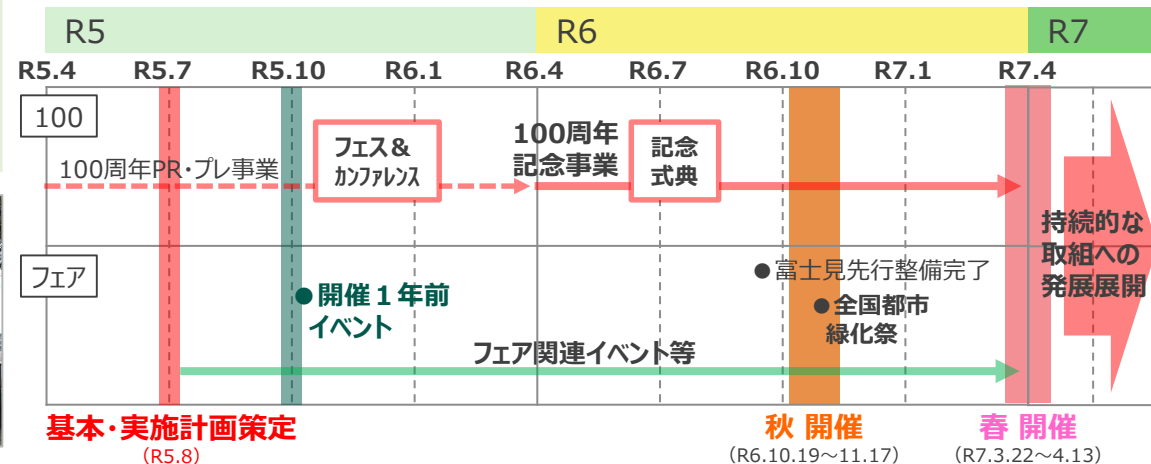 R5 R6 R7
R5.4 R5.7 R5.10 R6.1 R6.4 R6.7 R6.10 R7.1 R7.4
100
100周年PR・プレ事業
フェス＆
カンファレンス
100周年
記念事業
記念
式典
持続的な
取組への
発展展開
フェア
●開催１年前
イベント
●富士見先行整備完了
●全国都市
緑化祭
フェア関連イベント等
基本・実施計画策定
（R5.8）
秋 開催
（R6.10.19～11.17）
春 開催
（R7.3.22～4.13）